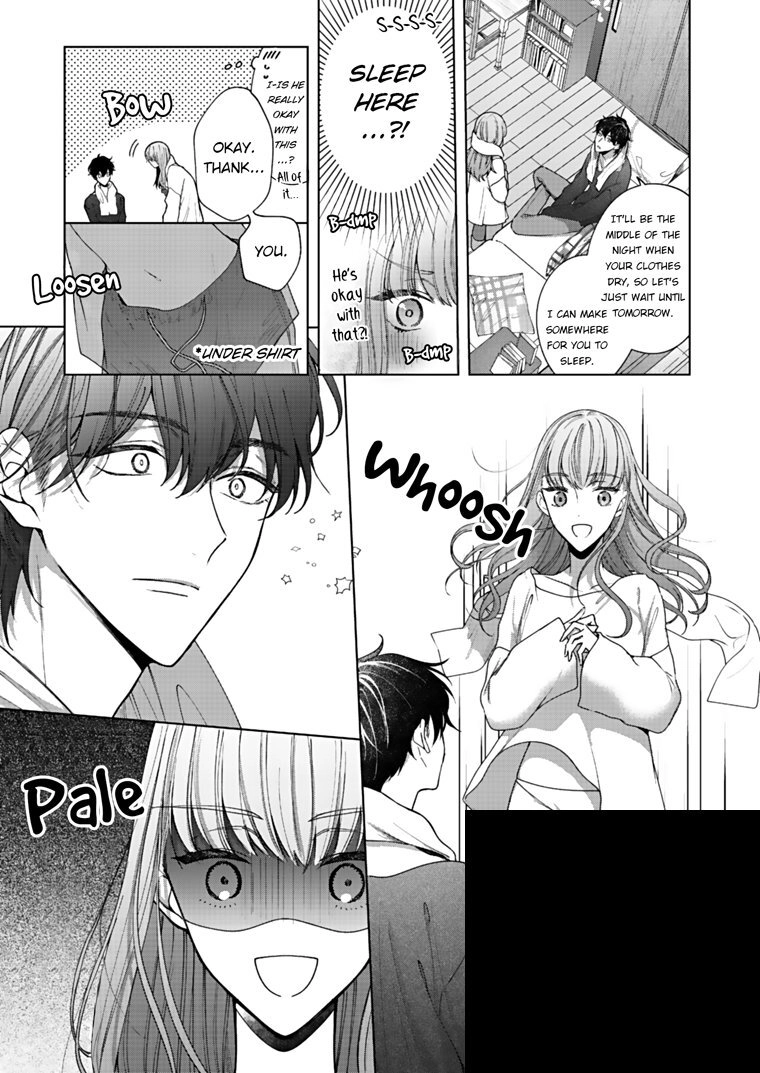 IT'LL BE THE
MIDDLE OF THE
NIGHT WHEN
YOUR CLOTHES
DRY, SO LET'S
JUST WAIT UNTIL
TOMORROW.
I CAN MAKE
SOMEWHERE
FOR YOU TO
SLEEP.
S-S-S-S-
SLEEP
HERE
...?!
B-dmp
He's
okay
with
that?!
B-dmp
I-IS HE
REALLY
OKAY
WITH
THIS
...?
All of
it...
BOW
OKAY.
THANK...
YOU.
Loosen
*UNDER SHIRT
Whoosh
Pale